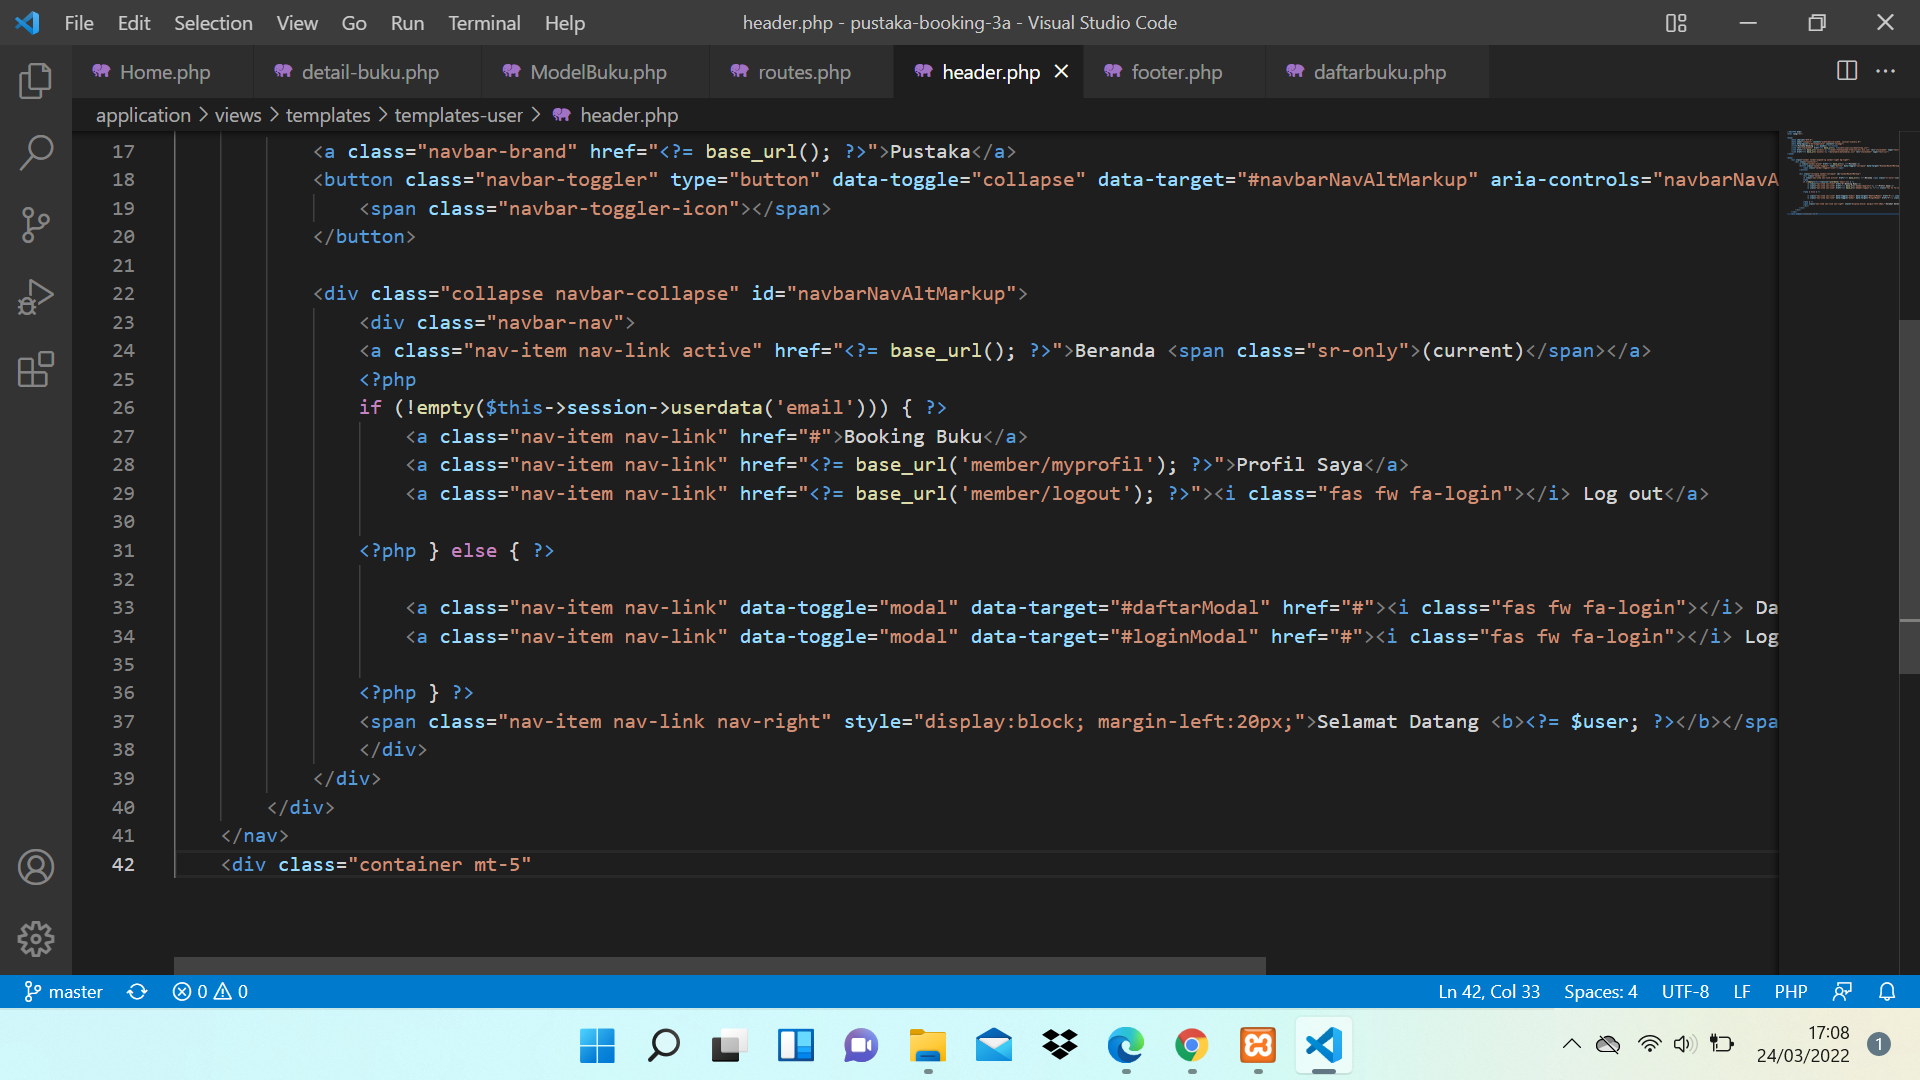 File Edit Selection View Go Run Terminal Help
header.php - pustaka-booking-3a - Visual Studio Code
Home.php detail-buku.php ModelBuku.php routes.php header.php footer.php daftarbuku.php
application > views > templates > templates-user > header.php
17 <a class="navbar-brand" href="<?= base_url(); ?>">Pustaka</a>
18 <button class="navbar-toggler" type="button" data-toggle="collapse" data-target="#navbarNavAltMarkup" aria-controls="navbarNavA
19 <span class="navbar-toggler-icon"></span>
20 </button>
21
22 <div class="collapse navbar-collapse" id="navbarNavAltMarkup">
23 <div class="navbar-nav">
24 <a class="nav-item nav-link active" href="<?= base_url(); ?>">Beranda <span class="sr-only">(current)</span></a>
25 <?php
26 if (!empty($this->session->userdata('email'))) { ?>
27 <a class="nav-item nav-link" href="#">Booking Buku</a>
28 <a class="nav-item nav-link" href="<?= base_url('member/myprofil'); ?>">Profil Saya</a>
29 <a class="nav-item nav-link" href="<?= base_url('member/logout'); ?>"><i class="fas fw fa-login"></i> Log out</a>
30
31 <?php } else { ?>
32
33 <a class="nav-item nav-link" data-toggle="modal" data-target="#daftarModal" href="#"><i class="fas fw fa-login"></i> Da
34 <a class="nav-item nav-link" data-toggle="modal" data-target="#loginModal" href="#"><i class="fas fw fa-login"></i> Log
35
36 <?php } ?>
37 <span class="nav-item nav-link nav-right" style="display:block; margin-left:20px;">Selamat Datang <b><?= $user; ?></b></spa
38 </div>
39 </div>
40 </div>
41 </nav>
42 <div class="container mt-5"
master 0 0 Ln 42, Col 33 Spaces: 4 UTF-8 LF PHP
17:08
24/03/2022
1